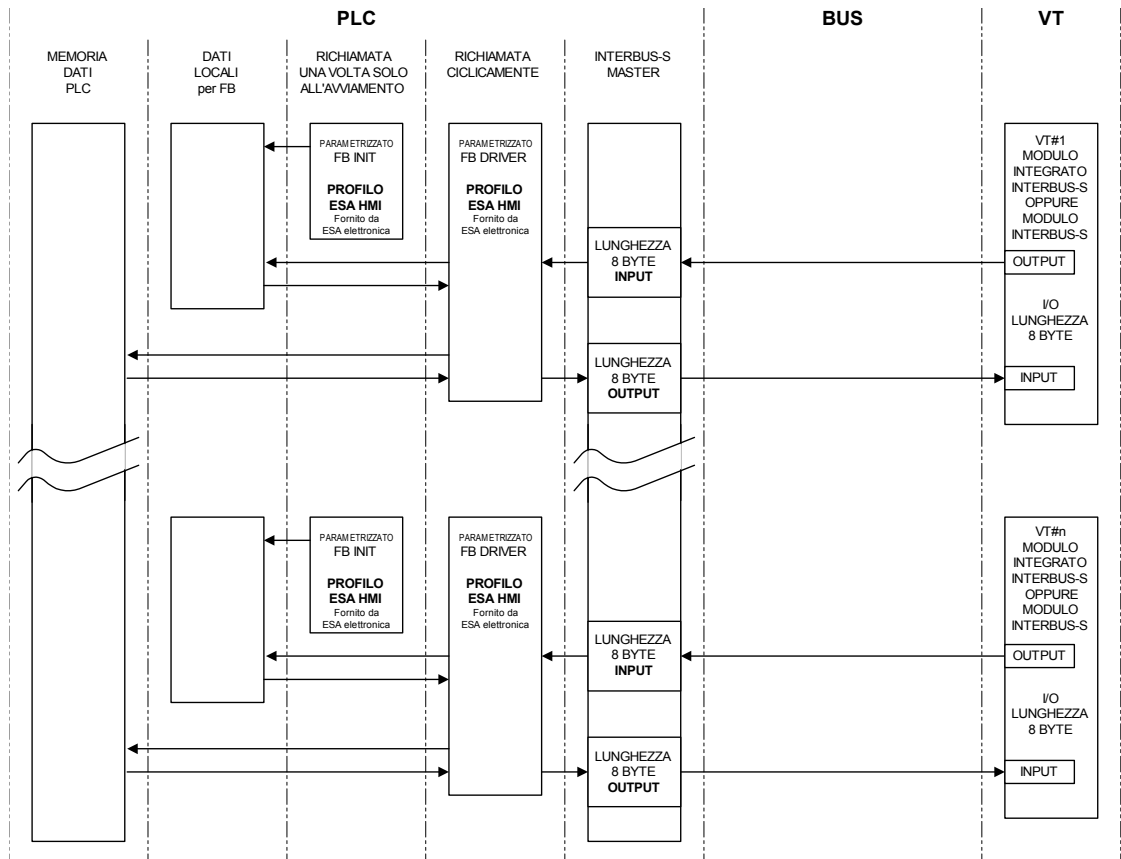 PLC
BUS
VT
MEMORIA
DATI
PLC
DATI
LOCALI
per FB
RICHIAMATA
UNA VOLTA SOLO
ALL'AVVIAMENTO
RICHIAMATA
CICLICAMENTE
INTERBUS-S
MASTER
PARAMETRIZZATO
FB INIT
PROFILO
ESA HMI
Fornito da
ESA elettronica
PARAMETRIZZATO
FB DRIVER
PROFILO
ESA HMI
Fornito da
ESA elettronica
LUNGHEZZA
8 BYTE
INPUT
LUNGHEZZA
8 BYTE
OUTPUT
VT#1
MODULO
INTEGRATO
INTERBUS-S
OPPURE
MODULO
INTERBUS-S
OUTPUT
I/O
LUNGHEZZA
8 BYTE
INPUT
PARAMETRIZZATO
FB INIT
PROFILO
ESA HMI
Fornito da
ESA elettronica
PARAMETRIZZATO
FB DRIVER
PROFILO
ESA HMI
Fornito da
ESA elettronica
LUNGHEZZA
8 BYTE
INPUT
LUNGHEZZA
8 BYTE
OUTPUT
VT#n
MODULO
INTEGRATO
INTERBUS-S
OPPURE
MODULO
INTERBUS-S
OUTPUT
I/O
LUNGHEZZA
8 BYTE
INPUT